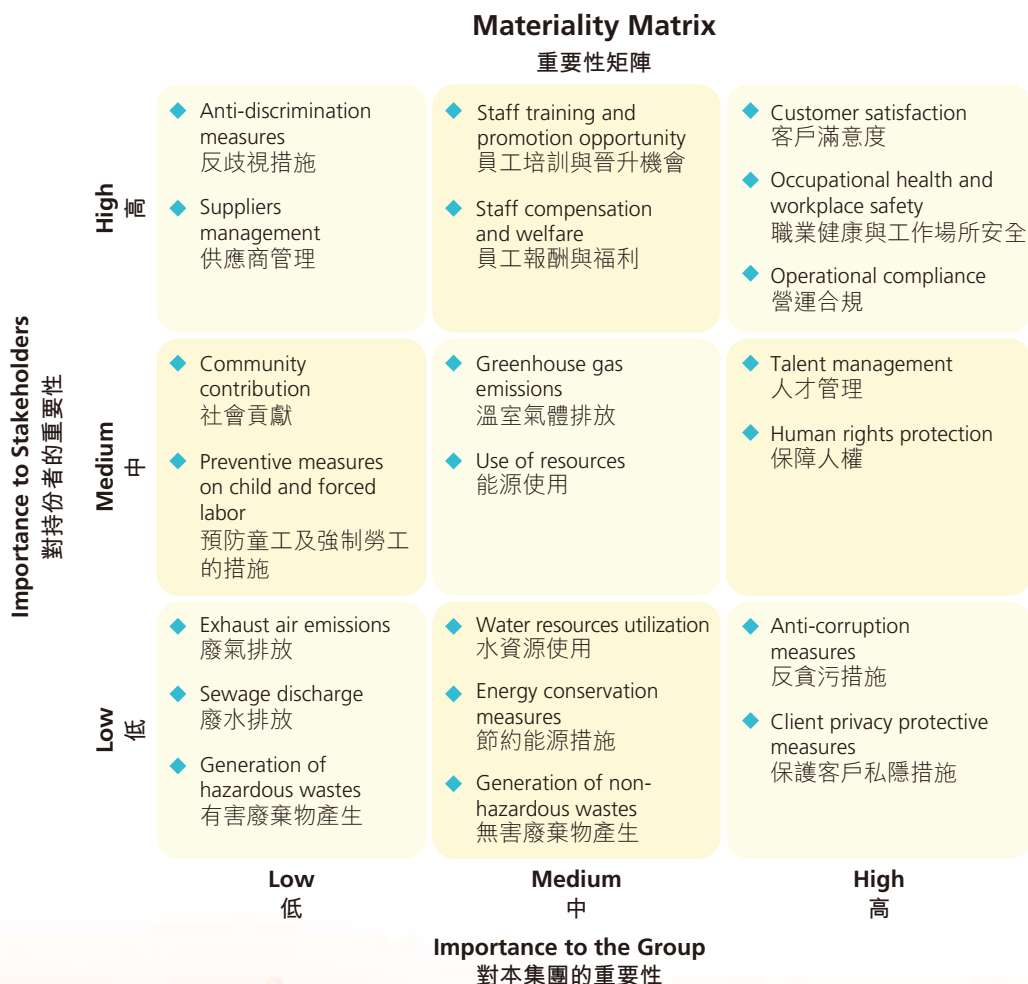 Materiality Matrix
重要性矩陣
Importance to Stakeholders
對持份者的重要性
High
高
Anti-discrimination
measures
反歧視措施
Suppliers
management
供應商管理
Staff training and
promotion opportunity
員工培訓與晉升機會
Staff compensation
and welfare
員工報酬與福利
Customer satisfaction
客戶滿意度
Occupational health and
workplace safety
職業健康與工作場所安全
Operational compliance
營運合規
Medium
中
Community
contribution
社會貢獻
Preventive measures
on child and forced
labor
預防童工及強制勞工
的措施
Greenhouse gas
emissions
溫室氣體排放
Use of resources
能源使用
Talent management
人才管理
Human rights protection
保障人權
Low
低
Exhaust air emissions
廢氣排放
Sewage discharge
廢水排放
Generation of
hazardous wastes
有害廢棄物產生
Water resources utilization
水資源使用
Energy conservation
measures
節約能源措施
Generation of non-
hazardous wastes
無害廢棄物產生
Anti-corruption
measures
反貪污措施
Client privacy protective
measures
保護客戶私隱措施
Low
低
Medium
中
High
高
Importance to the Group
對本集團的重要性